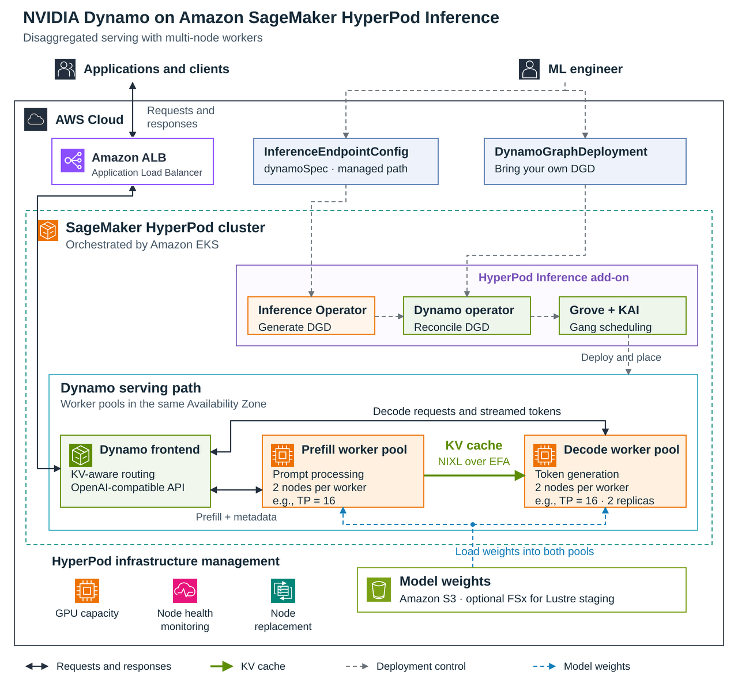 NVIDIA Dynamo on Amazon SageMaker HyperPod Inference
Disaggregated serving with multi-node workers
Applications and clients
ML engineer
AWS Cloud
Requests and
responses
Amazon ALB
Application Load Balancer
InferenceEndpointConfig
dynamoSpec · managed path
DynamoGraphDeployment
Bring your own DGD
SageMaker HyperPod cluster
Orchestrated by Amazon EKS
HyperPod Inference add-on
Inference Operator
Generate DGD
Dynamo operator
Reconcile DGD
Grove + KAI
Gang scheduling
Deploy and place
Dynamo serving path
Worker pools in the same Availability Zone
Decode requests and streamed tokens
Dynamo frontend
KV-aware routing
OpenAI-compatible API
Prefill worker pool
Prompt processing
2 nodes per worker
e.g., TP = 16
KV cache
NIXL over EFA
Decode worker pool
Token generation
2 nodes per worker
e.g., TP = 16 · 2 replicas
Prefill + metadata
Load weights into both pools
HyperPod infrastructure management
GPU capacity
Node health
monitoring
Node
replacement
Model weights
Amazon S3 · optional FSx for Lustre staging
Requests and responses
KV cache
Deployment control
Model weights